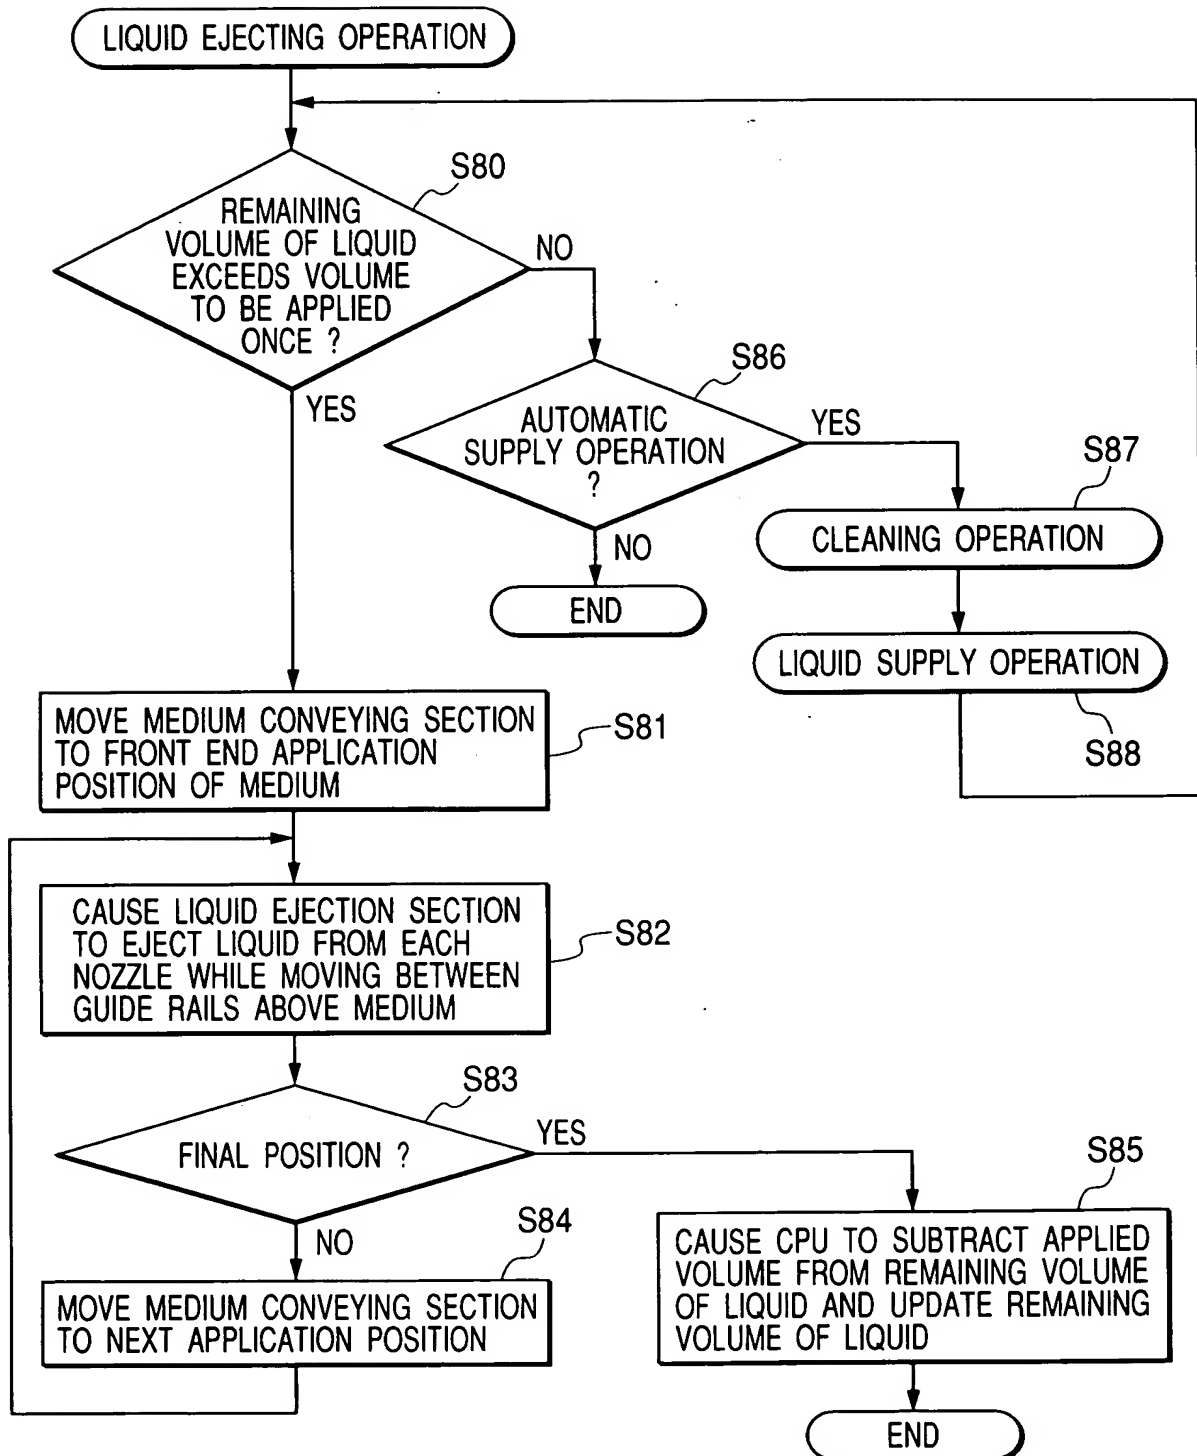 LIQUID EJECTING OPERATION
S80
REMAINING
VOLUME OF LIQUID
EXCEEDS VOLUME
TO BE APPLIED
ONCE ?
NO
YES
S86
AUTOMATIC
SUPPLY OPERATION
?
YES
NO
END
S87
CLEANING OPERATION
LIQUID SUPPLY OPERATION
S88
MOVE MEDIUM CONVEYING SECTION
TO FRONT END APPLICATION
POSITION OF MEDIUM
S81
CAUSE LIQUID EJECTION SECTION
TO EJECT LIQUID FROM EACH
NOZZLE WHILE MOVING BETWEEN
GUIDE RAILS ABOVE MEDIUM
S82
S83
FINAL POSITION ?
YES
NO
S84
MOVE MEDIUM CONVEYING SECTION
TO NEXT APPLICATION POSITION
S85
CAUSE CPU TO SUBTRACT APPLIED
VOLUME FROM REMAINING VOLUME
OF LIQUID AND UPDATE REMAINING
VOLUME OF LIQUID
END